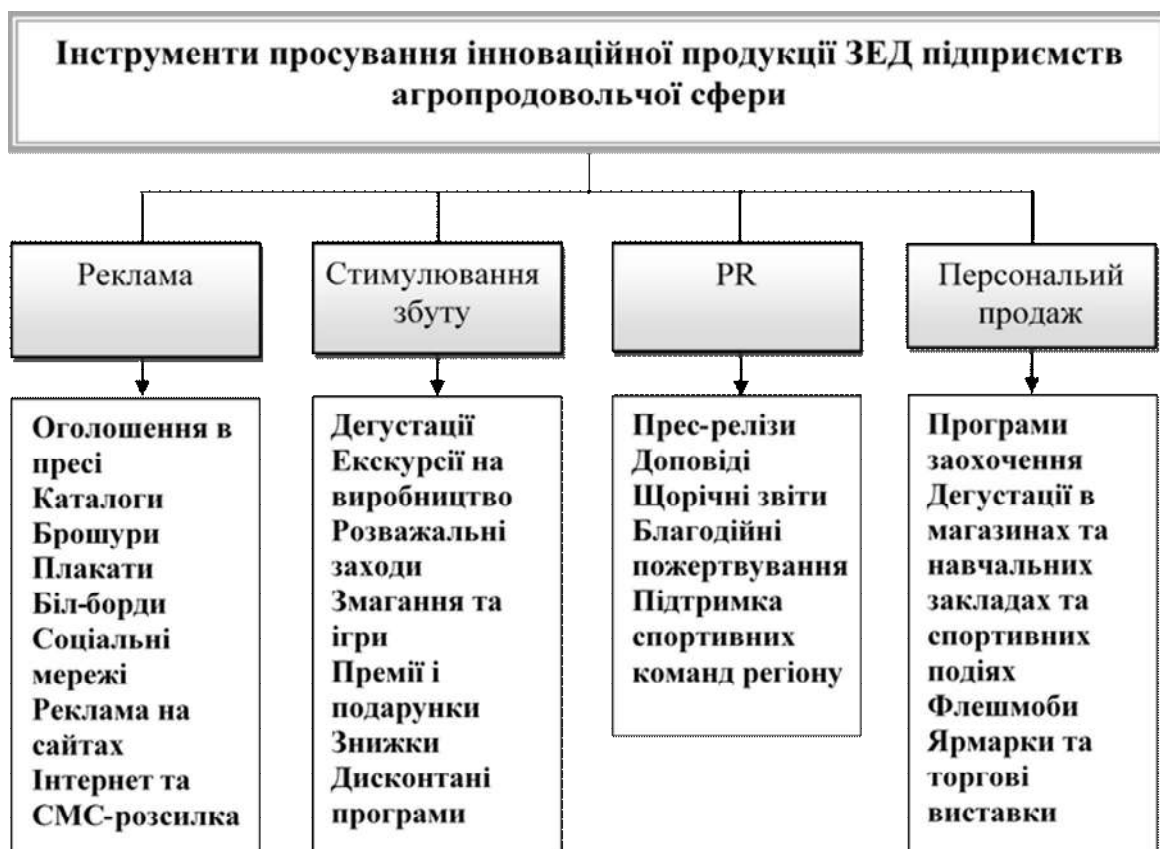 Інструменти просування інноваційної продукції ЗЕД підприємств
агропродовольчої сфери
Реклама
Стимулювання
збуту
PR
Персональий
продаж
Оголошення в
пресі
Каталоги
Брошури
Плакати
Біл-борди
Соціальні
мережі
Реклама на
сайтах
Інтернет та
СМС-розсилка
Дегустації
Екскурсії на
виробництво
Розважальні
заходи
Змагання та
ігри
Премії і
подарунки
Знижки
Дисконтані
програми
Прес-релізи
Доповіді
Щорічні звіти
Благодійні
пожертвування
Підтримка
спортивних
команд регіону
Програми
заохочення
Дегустації в
магазинах та
навчальних
закладах та
спортивних
подіях
Флешмоби
Ярмарки та
торгові
виставки